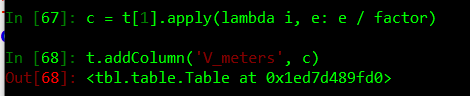 In [67]: c = t[1].apply(lambda i, e: e / factor)
In [68]: t.addColumn('V_meters', c)
Out[68]: <tbl.table.Table at 0x1ed7d489fd0>